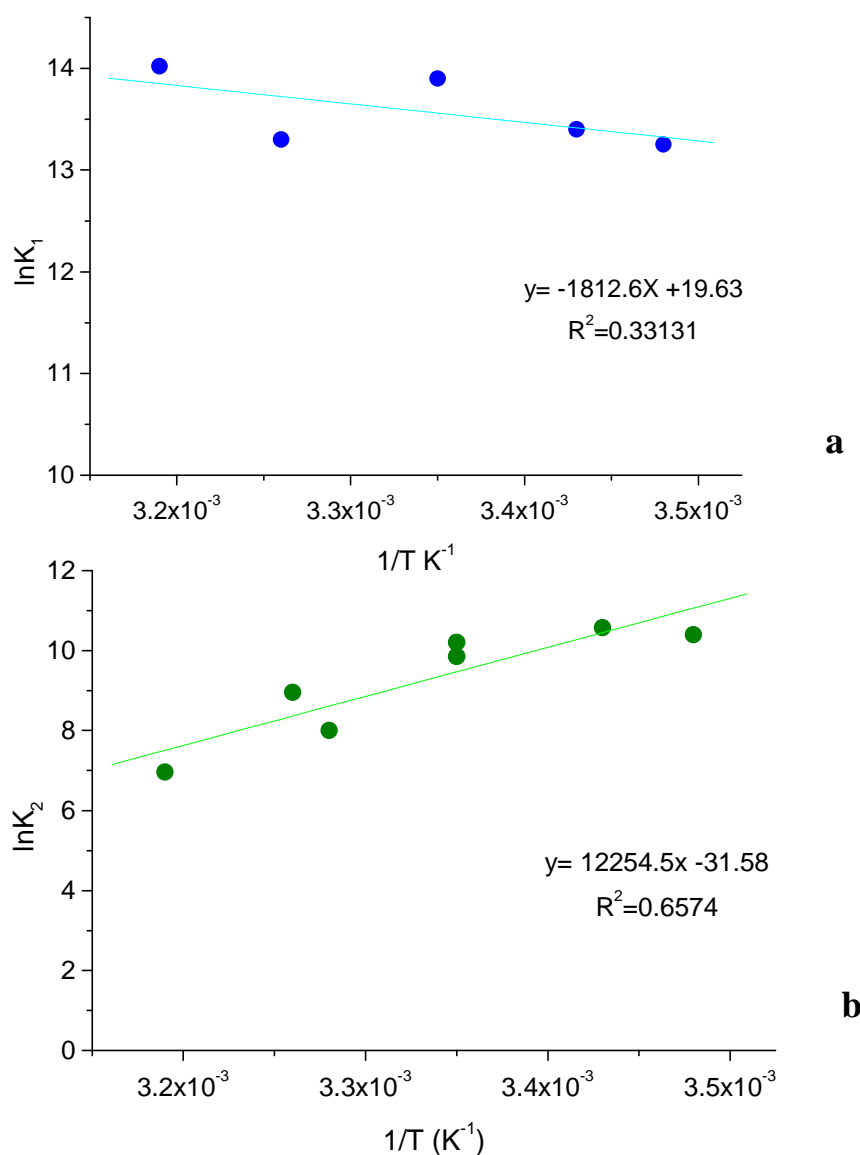 14
13
12
11
10
lnK₁
y= -1812.6X +19.63
R²=0.33131
a
3.2x10⁻³
3.3x10⁻³
3.4x10⁻³
3.5x10⁻³
1/T K⁻¹
12
10
8
6
4
2
0
lnK₂
y= 12254.5x -31.58
R²=0.6574
b
3.2x10⁻³
3.3x10⁻³
3.4x10⁻³
3.5x10⁻³
1/T (K⁻¹)